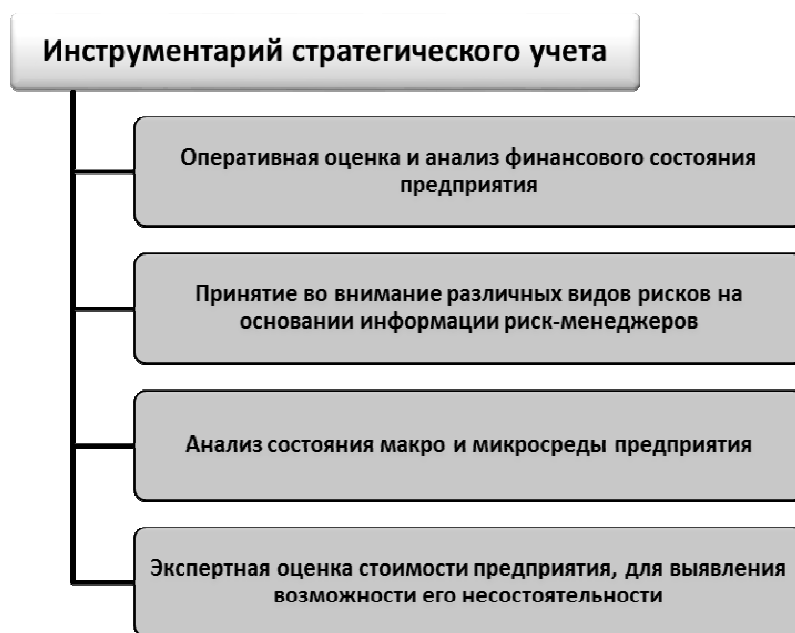 Инструментарий стратегического учета
Оперативная оценка и анализ финансового состояния
предприятия
Принятие во внимание различных видов рисков на
основании информации риск-менеджеров
Анализ состояния макро и микросреды предприятия
Экспертная оценка стоимости предприятия, для выявления
возможности его несостоятельности